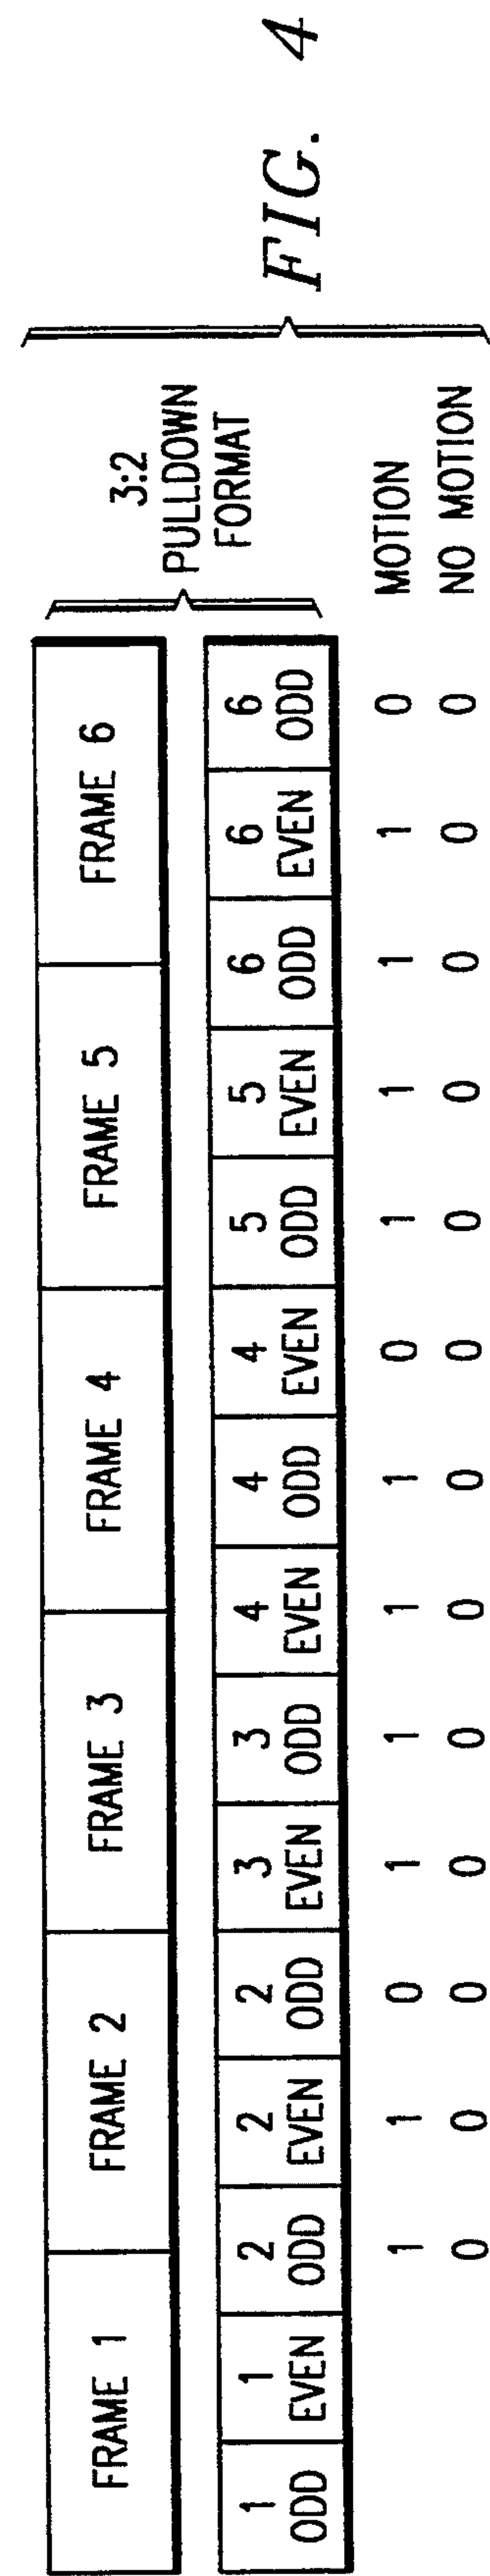 FRAME 1 FRAME 2 FRAME 3 FRAME 4 FRAME 5 FRAME 6
3:2
PULLDOWN
FORMAT
1 1 2 2 2 3 3 4 4 4 5 5 6 6 6
ODD EVEN ODD EVEN ODD EVEN ODD EVEN ODD EVEN ODD EVEN ODD EVEN ODD
1 1 0 1 1 1 1 0 1 1 1 1 0 MOTION
0 0 0 0 0 0 0 0 0 0 0 0 0 NO MOTION
FIG. 4